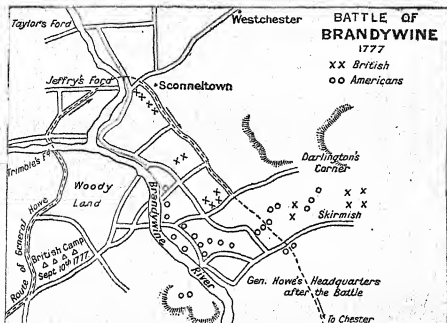 Taylor's Ford
Westchester
BATTLE OF
BRANDYWINE
1777
xx British
oo Americans
Jeffry's Ford
Sconneltown
Trimble's Fd
Darlington's
Corner
Woody
Land
Brandywine
River
Skirmish
Route of General Howe
British Camp
Sept. 10th 1777
Gen. Howe's Headquarters
after the Battle
To Chester